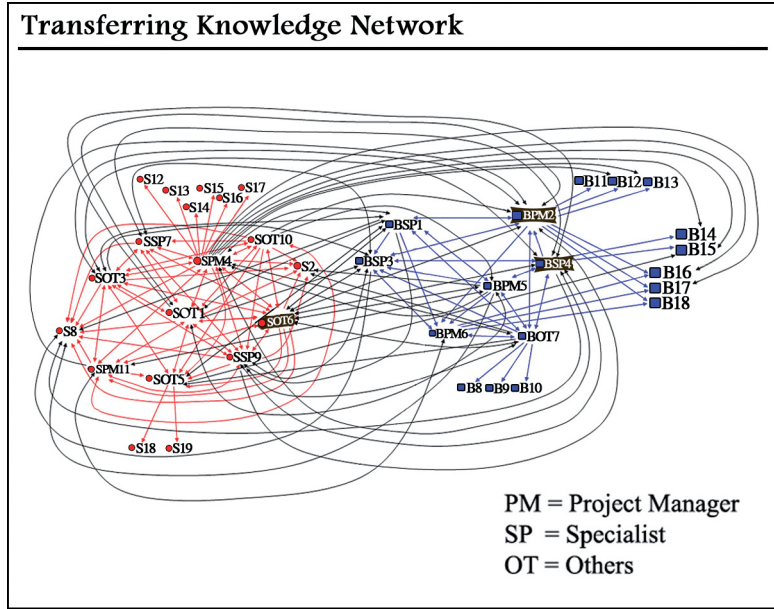 Transferring Knowledge Network
S12
S13
S15
S17
S16
S14
B11
B12
B13
BPM2
BSP1
B14
SSP7
SOT10
B15
SPM4
BSP3
BSP4
S2
B16
SOT3
BPM5
B17
B18
SOT1
SOT6
S8
BPM6
BOT7
SSP9
SPM11
SOT5
B8
B9
B10
S18
S19
PM = Project Manager
SP = Specialist
OT = Others